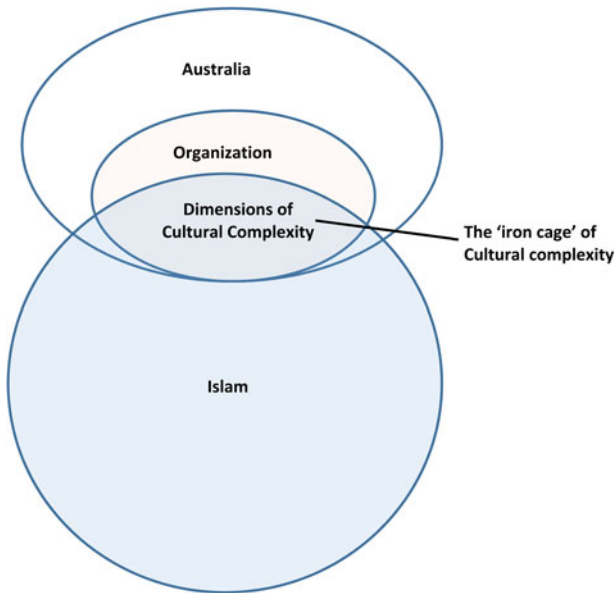 Australia
Organization
Dimensions of
Cultural Complexity
The ‘iron cage’ of
Cultural complexity
Islam